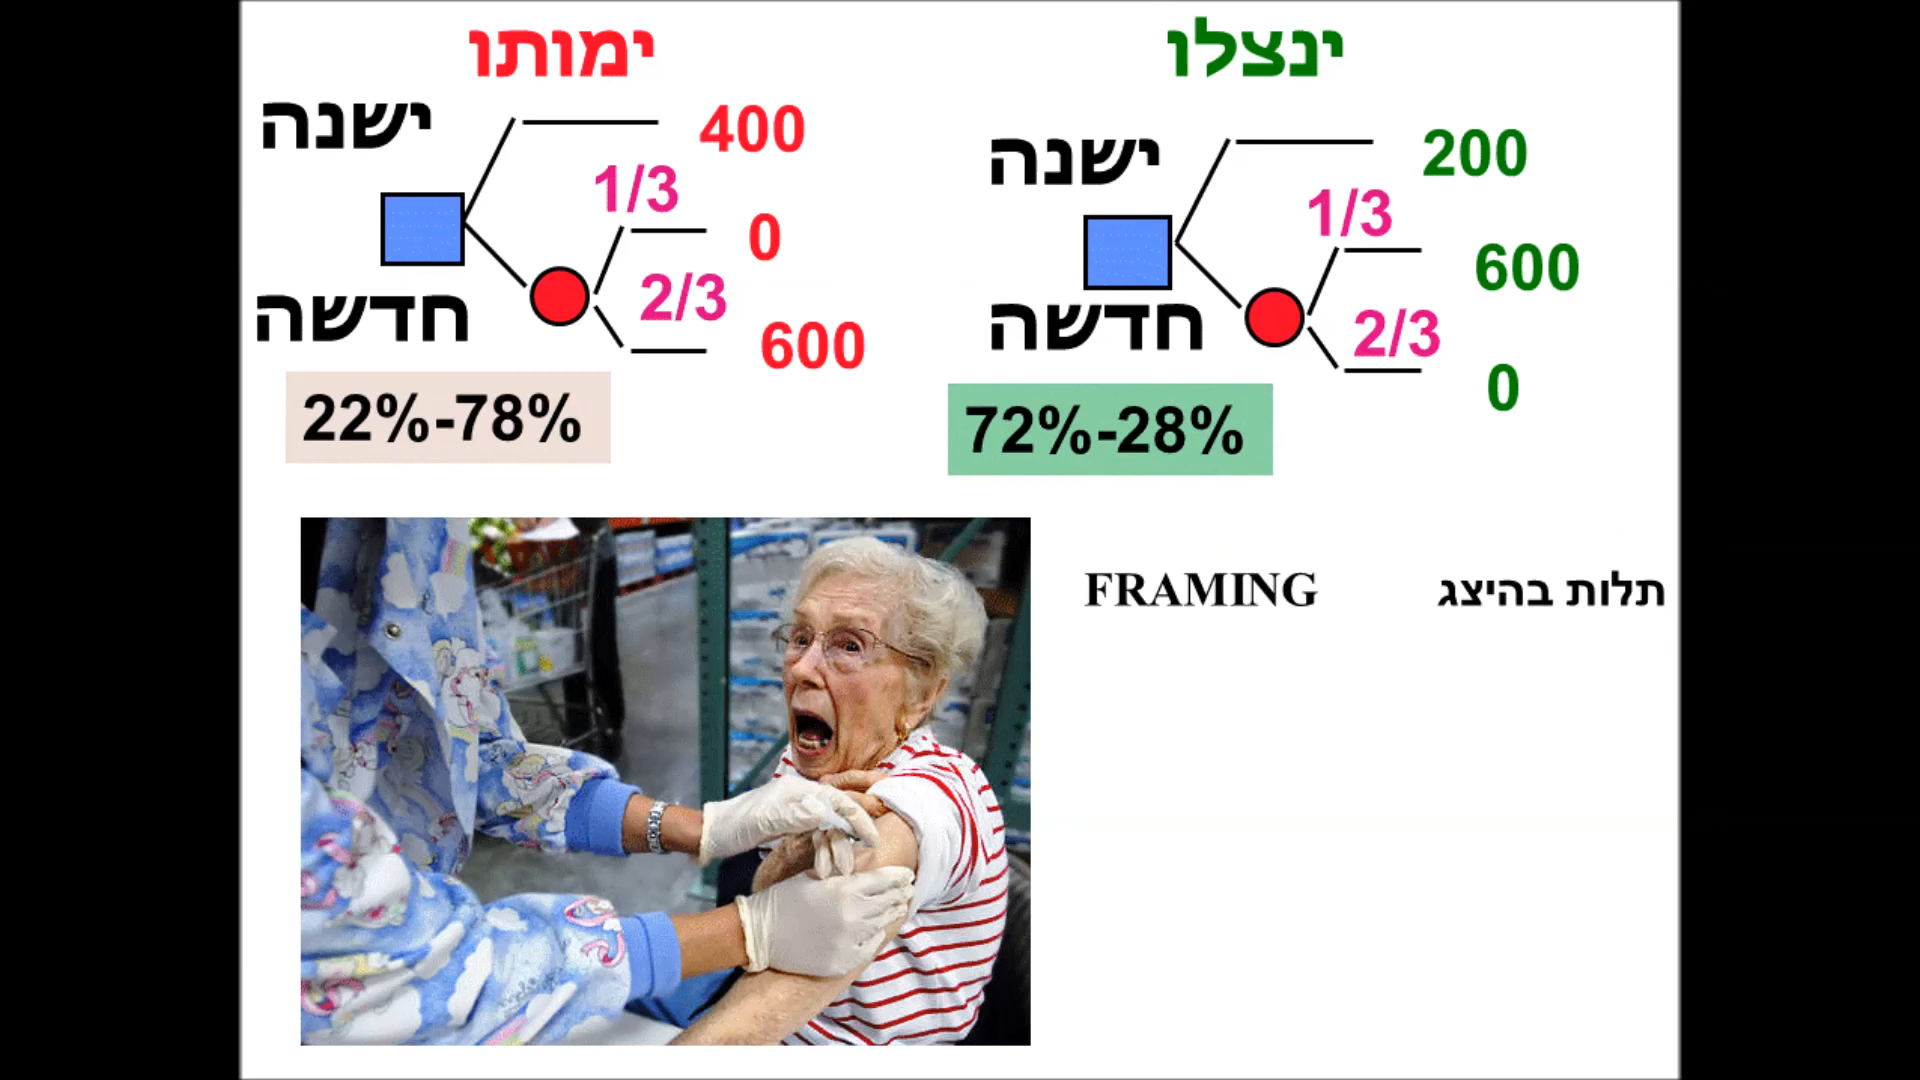 ינצלו
ישנה
200
1/3
600
חדשה
2/3
0
72%-28%
ימותו
ישנה
400
1/3
0
חדשה
2/3
600
22%-78%
תלות בהיצג
FRAMING